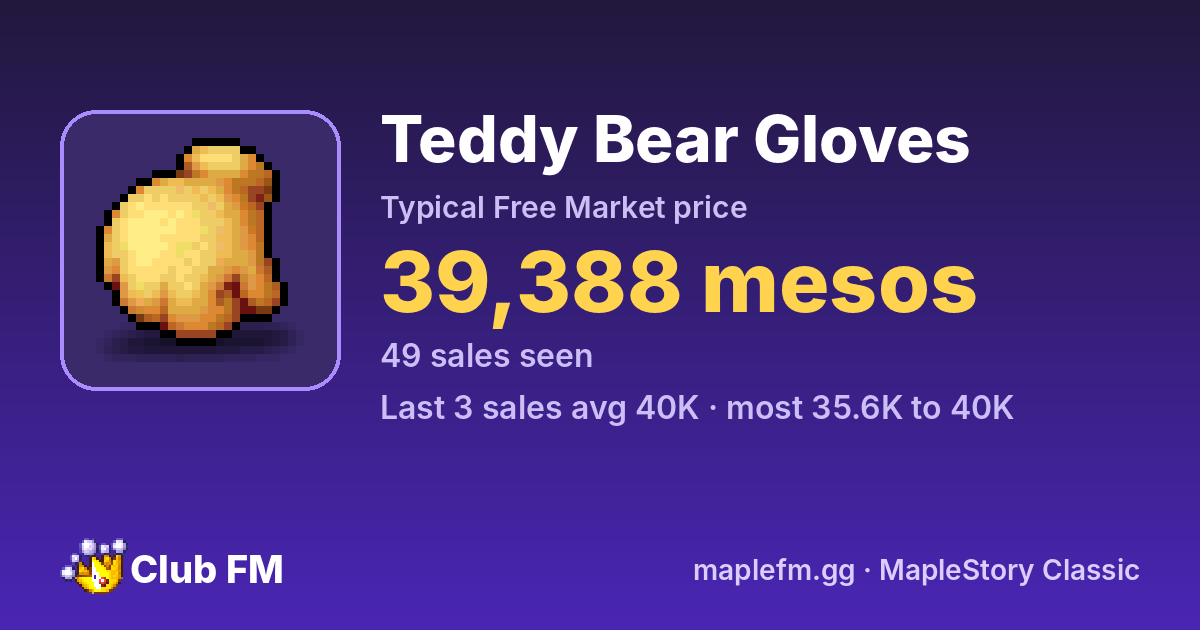 Teddy Bear Gloves
Typical Free Market price
39,388 mesos
49 sales seen
Last 3 sales avg 40K · most 35.6K to 40K
Club FM
maplefm.gg · MapleStory Classic